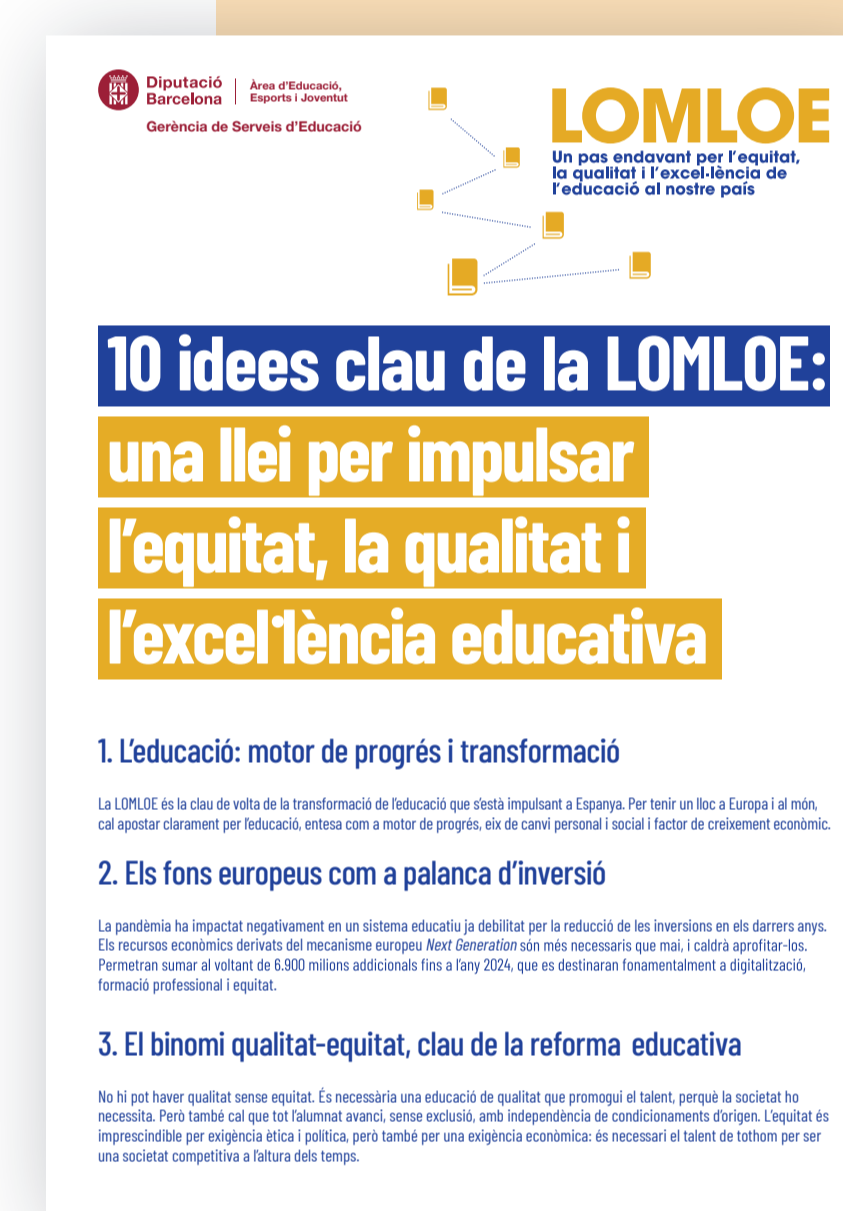 Diputació
Barcelona
Àrea d'Educació,
Esports i Joventut
Gerència de Serveis d'Educació
LOMLOE
Un pas endavant per l'equitat,
la qualitat i l'excel·lència de
l'educació al nostre país
10 idees clau de la LOMLOE:
una llei per impulsar
l'equitat, la qualitat i
l'excel·lència educativa
1. L'educació: motor de progrés i transformació
La LOMLOE és la clau de volta de la transformació de l'educació que s'està impulsant a Espanya. Per tenir un lloc a Europa i al món,
cal apostar clarament per l'educació, entesa com a motor de progrés, eix de canvi personal i social i factor de creixement econòmic.
2. Els fons europeus com a palanca d'inversió
La pandèmia ha impactat negativament en un sistema educatiu ja debilitat per la reducció de les inversions en els darrers anys.
Els recursos econòmics derivats del mecanisme europeu Next Generation són més necessaris que mai, i caldrà aprofitar-los.
Permetran sumar al voltant de 6.900 milions addicionals fins a l'any 2024, que es destinaran fonamentalment a digitalització,
formació professional i equitat.
3. El binomi qualitat-equitat, clau de la reforma educativa
No hi pot haver qualitat sense equitat. És necessària una educació de qualitat que promogui el talent, perquè la societat ho
necessita. Però també cal que tot l'alumnat avanci, sense exclusió, amb independència de condicionaments d'origen. L'equitat és
imprescindible per exigència ètica i política, però també per una exigència econòmica: és necessari el talent de tothom per ser
una societat competitiva a l'altura dels temps.